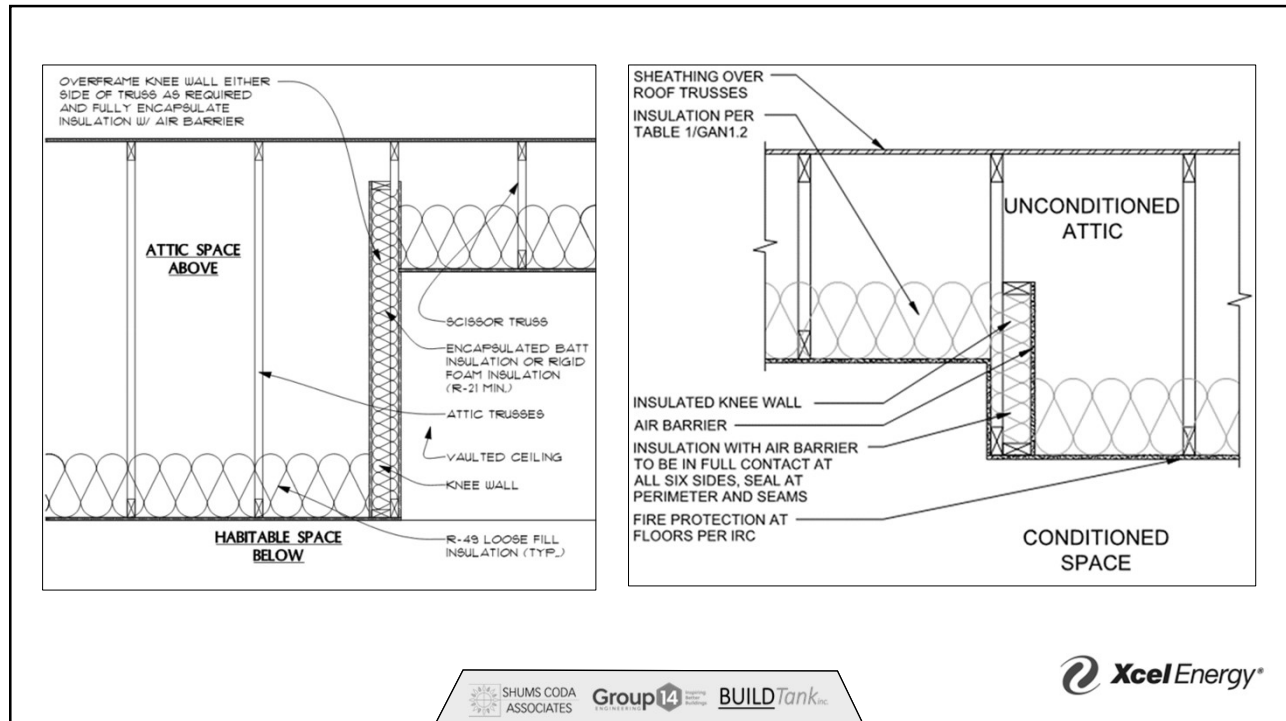 OVERFRAME KNEE WALL EITHER
SIDE OF TRUSS AS REQUIRED
AND FULLY ENCAPSULATE
INSULATION W/ AIR BARRIER
ATTIC SPACE
ABOVE
SCISSOR TRUSS
ENCAPSULATED BATT
INSULATION OR RIGID
FOAM INSULATION
(R-21 MIN.)
ATTIC TRUSSES
VAULTED CEILING
KNEE WALL
HABITABLE SPACE
BELOW
R-49 LOOSE FILL
INSULATION (TYP.)
SHEATHING OVER
ROOF TRUSSES
INSULATION PER
TABLE 1/GAN1.2
UNCONDITIONED
ATTIC
INSULATED KNEE WALL
AIR BARRIER
INSULATION WITH AIR BARRIER
TO BE IN FULL CONTACT AT
ALL SIX SIDES, SEAL AT
PERIMETER AND SEAMS
FIRE PROTECTION AT
FLOORS PER IRC
CONDITIONED
SPACE
SHUMS CODA
ASSOCIATES
Group14
ENGINEERING
Inspiring
Better
Buildings
BUILDTank inc.
Xcel Energy®